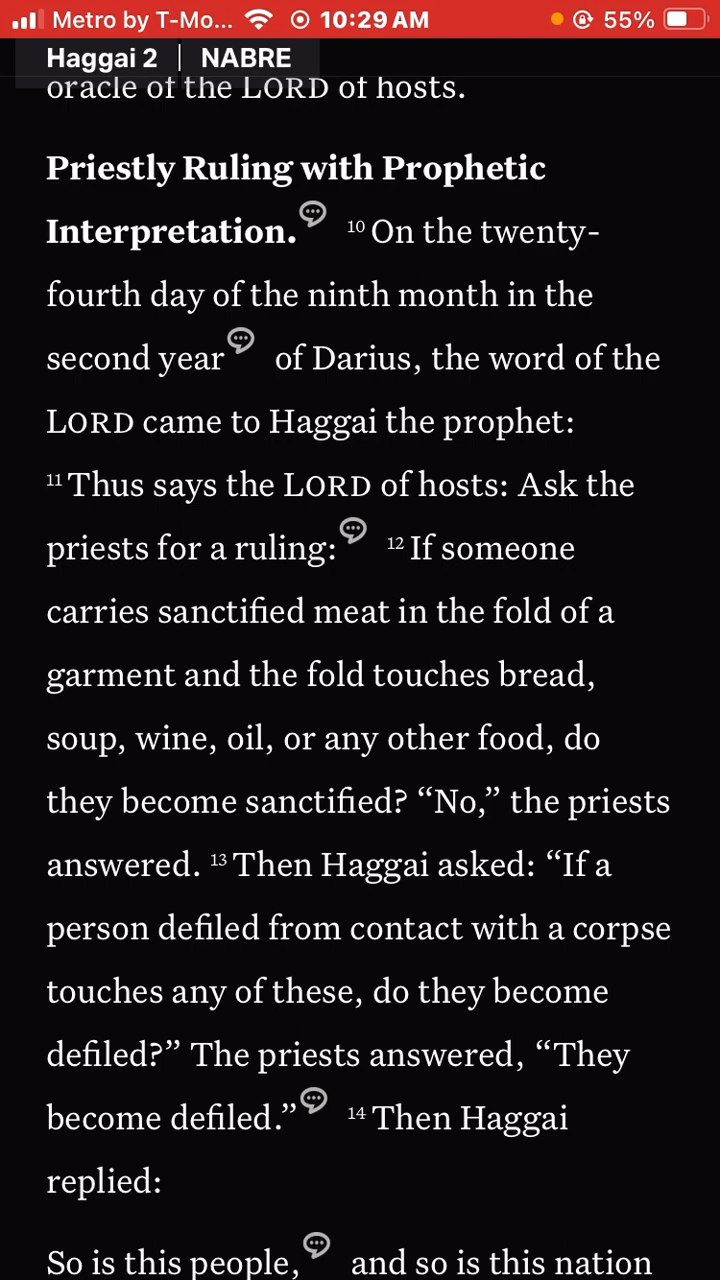 Metro by T-Mo... 10:29 AM 55%
Haggai 2 | NABRE
oracle of the LORD of hosts.
Priestly Ruling with Prophetic
Interpretation. 10 On the twenty-
fourth day of the ninth month in the
second year of Darius, the word of the
LORD came to Haggai the prophet:
11 Thus says the LORD of hosts: Ask the
priests for a ruling: 12 If someone
carries sanctified meat in the fold of a
garment and the fold touches bread,
soup, wine, oil, or any other food, do
they become sanctified? “No,” the priests
answered. 13 Then Haggai asked: “If a
person defiled from contact with a corpse
touches any of these, do they become
defiled?” The priests answered, “They
become defiled.” 14 Then Haggai
replied:
So is this people, and so is this nation